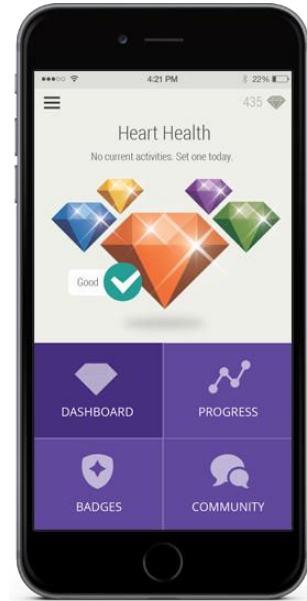 4:21 PM
22%
435
Heart Health
No current activities. Set one today.
Good
DASHBOARD
PROGRESS
BADGES
COMMUNITY